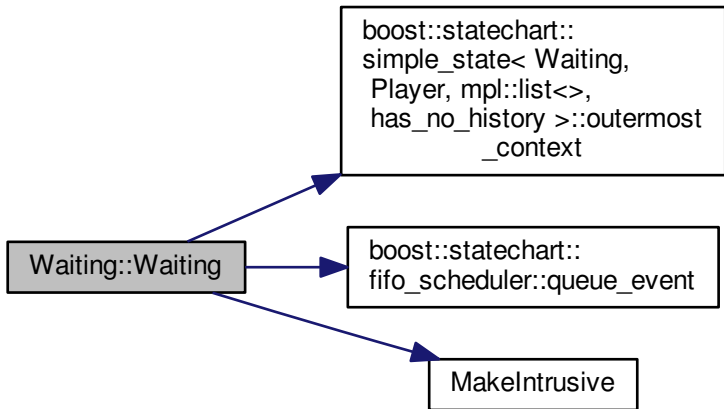 boost::statechart::
simple_state< Waiting,
Player, mpl::list<>,
has_no_history >::outermost
_context
Waiting::Waiting
boost::statechart::
fifo_scheduler::queue_event
MakeIntrusive